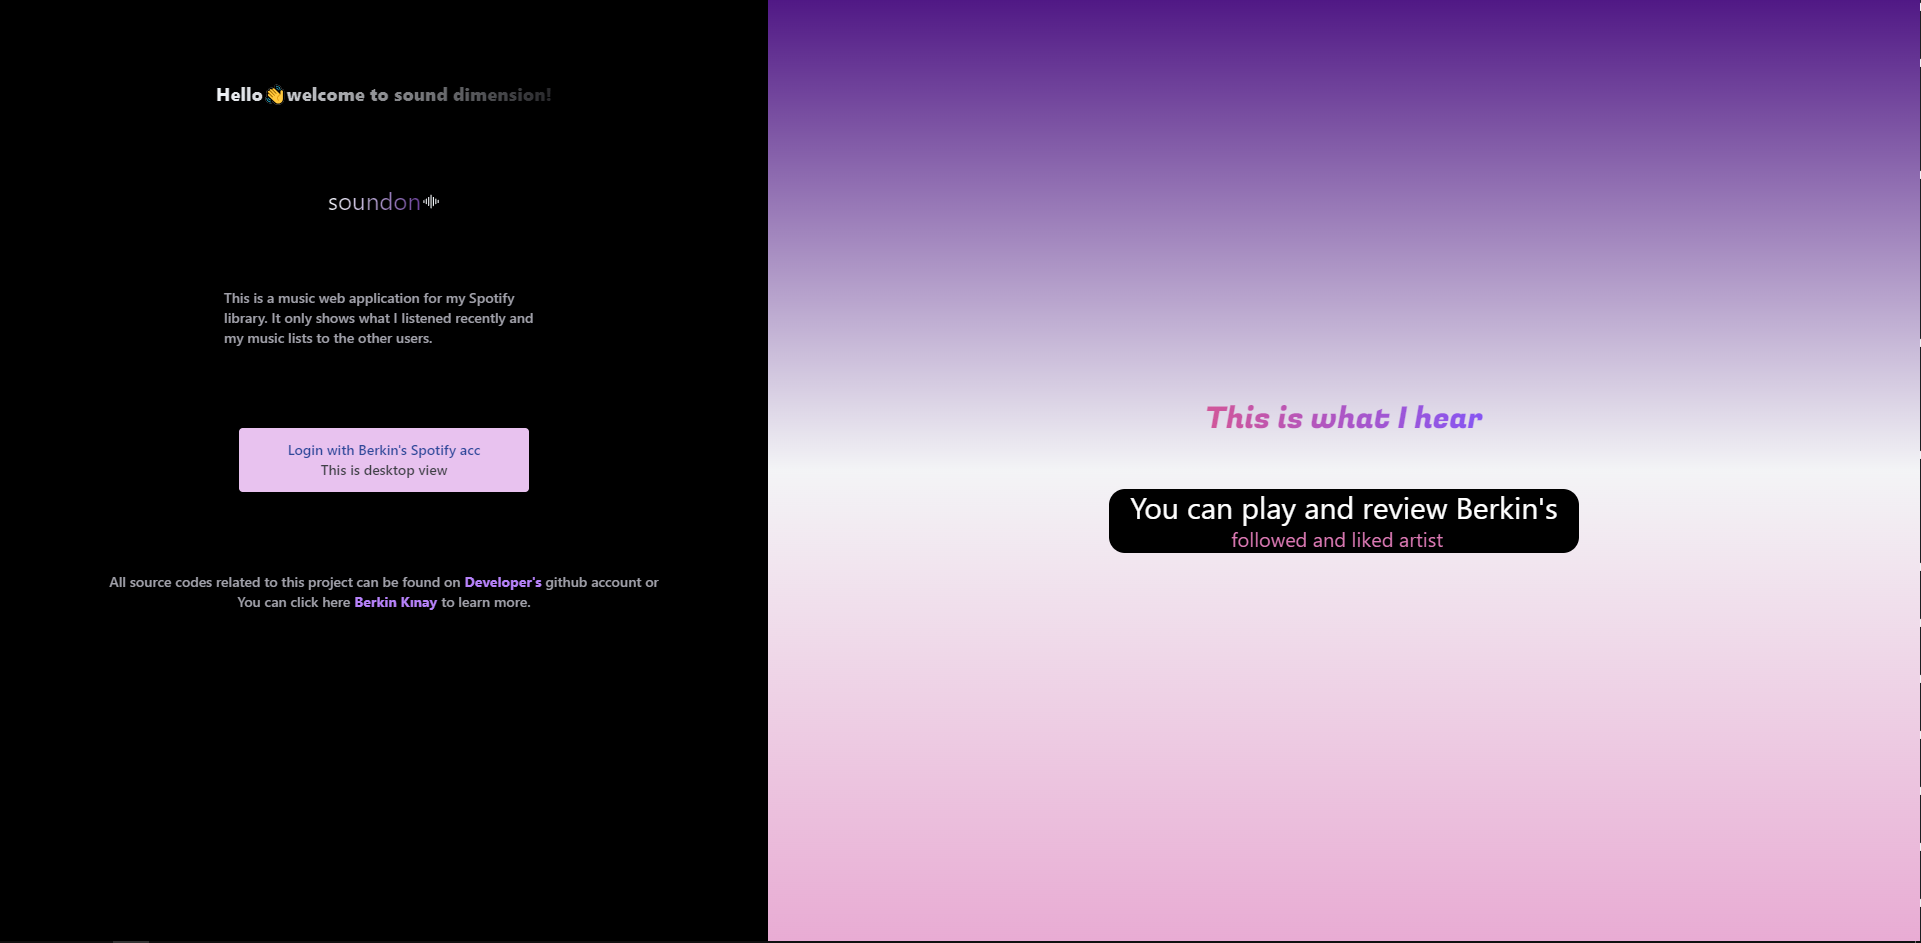 Hello👋welcome to sound dimension!
soundon
This is a music web application for my Spotify
library. It only shows what I listened recently and
my music lists to the other users.
Login with Berkin's Spotify acc
This is desktop view
All source codes related to this project can be found on Developer's github account or
You can click here Berkin Kınay to learn more.
This is what I hear
You can play and review Berkin's
followed and liked artist